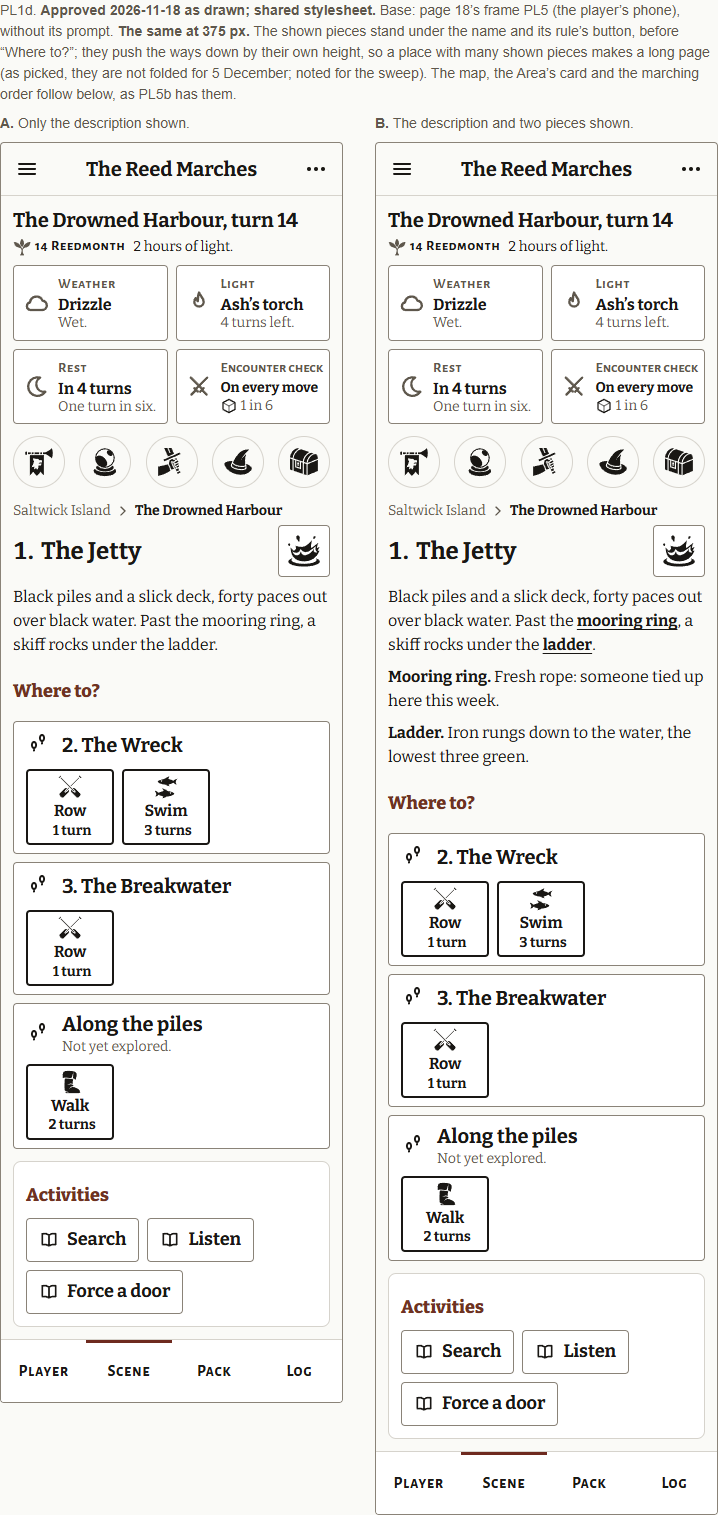 PL1d. Approved 2026-11-18 as drawn; shared stylesheet. Base: page 18’s frame PL5 (the player’s phone),
without its prompt. The same at 375 px. The shown pieces stand under the name and its rule’s button, before
“Where to?”; they push the ways down by their own height, so a place with many shown pieces makes a long page
(as picked, they are not folded for 5 December; noted for the sweep). The map, the Area’s card and the marching
order follow below, as PL5b has them.
A. Only the description shown.
The Reed Marches
The Drowned Harbour, turn 14
14 Reedmonth 2 hours of light.
Weather
Drizzle
Wet.
Light
Ash’s torch
4 turns left.
Rest
In 4 turns
One turn in six.
Encounter check
On every move
1 in 6
Saltwick Island > The Drowned Harbour
1. The Jetty
Black piles and a slick deck, forty paces out
over black water. Past the mooring ring, a
skiff rocks under the ladder.
Where to?
2. The Wreck
Row
1 turn
Swim
3 turns
3. The Breakwater
Row
1 turn
Along the piles
Not yet explored.
Walk
2 turns
Activities
Search
Listen
Force a door
Player Scene Pack Log
B. The description and two pieces shown.
The Reed Marches
The Drowned Harbour, turn 14
14 Reedmonth 2 hours of light.
Weather
Drizzle
Wet.
Light
Ash’s torch
4 turns left.
Rest
In 4 turns
One turn in six.
Encounter check
On every move
1 in 6
Saltwick Island > The Drowned Harbour
1. The Jetty
Black piles and a slick deck, forty paces out
over black water. Past the mooring ring, a
skiff rocks under the ladder.
Mooring ring. Fresh rope: someone tied up
here this week.
Ladder. Iron rungs down to the water, the
lowest three green.
Where to?
2. The Wreck
Row
1 turn
Swim
3 turns
3. The Breakwater
Row
1 turn
Along the piles
Not yet explored.
Walk
2 turns
Activities
Search
Listen
Force a door
Player Scene Pack Log